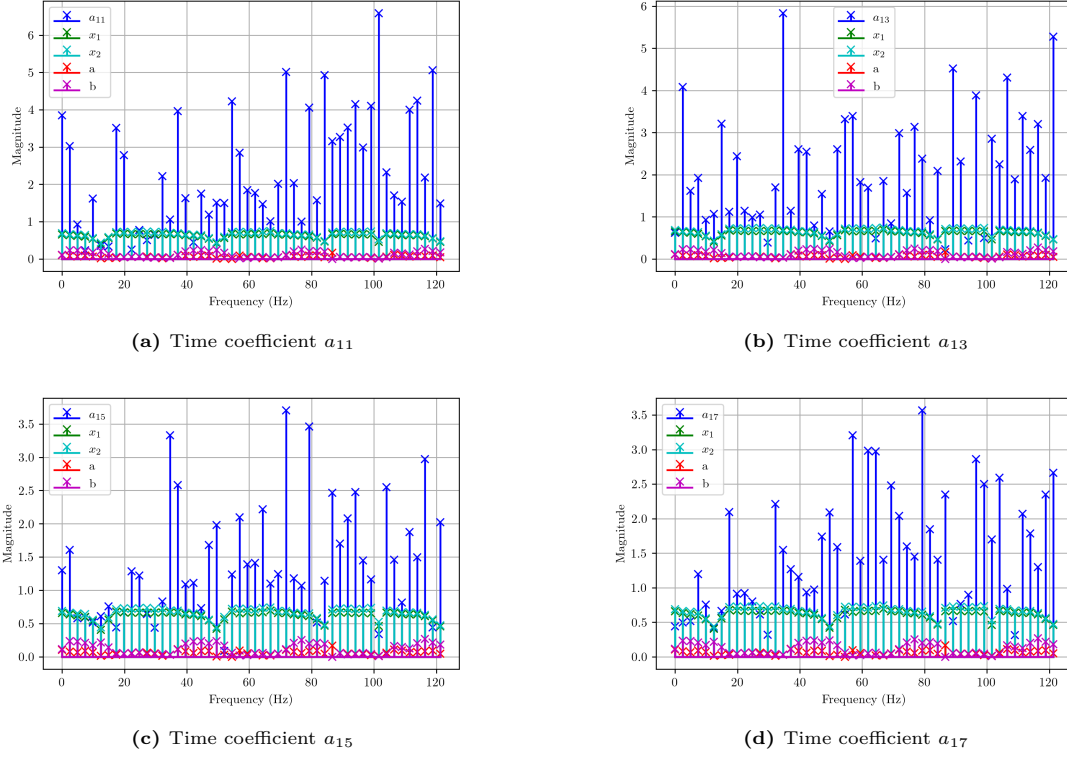 6
5
4
3
2
1
0
Magnitude
a₁₁
x₁
x₂
a
b
0 20 40 60 80 100 120
Frequency (Hz)
(a) Time coefficient a₁₁
6
5
4
3
2
1
0
Magnitude
a₁₃
x₁
x₂
a
b
0 20 40 60 80 100 120
Frequency (Hz)
(b) Time coefficient a₁₃
3.5
3.0
2.5
2.0
1.5
1.0
0.5
0.0
Magnitude
a₁₅
x₁
x₂
a
b
0 20 40 60 80 100 120
Frequency (Hz)
(c) Time coefficient a₁₅
3.5
3.0
2.5
2.0
1.5
1.0
0.5
0.0
Magnitude
a₁₇
x₁
x₂
a
b
0 20 40 60 80 100 120
Frequency (Hz)
(d) Time coefficient a₁₇